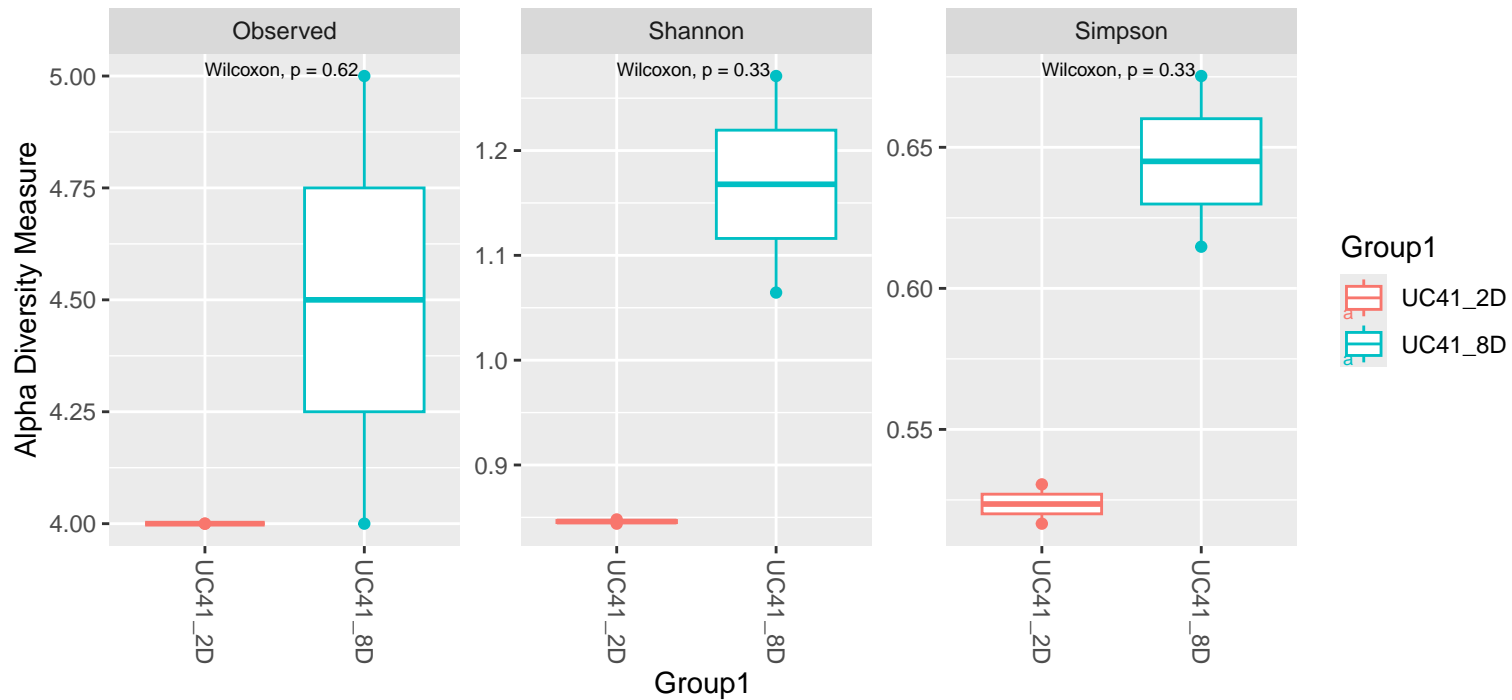 Observed
Shannon
Simpson
Wilcoxon, p = 0.62
Wilcoxon, p = 0.33
Wilcoxon, p = 0.33
Alpha Diversity Measure
5.00
4.75
4.50
4.25
4.00
1.2
1.1
1.0
0.9
0.65
0.60
0.55
UC41_2D
UC41_8D
UC41_2D
UC41_8D
UC41_2D
UC41_8D
Group1
Group1
a UC41_2D
a UC41_8D